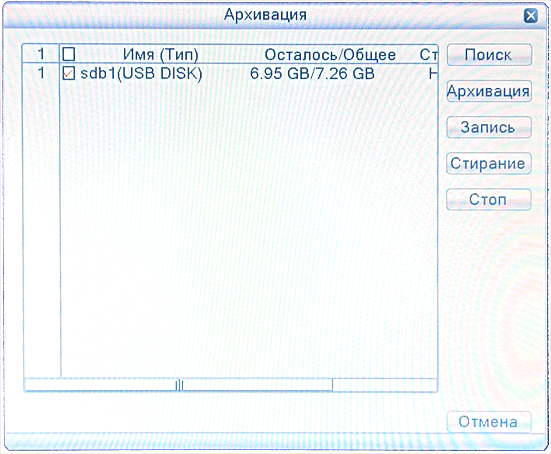 Архивация
1 Имя (Тип) Осталось/Общее Ст
1 sdb1(USB DISK) 6.95 GB/7.26 GB Н
Поиск
Архивация
Запись
Стирание
Стоп
Отмена